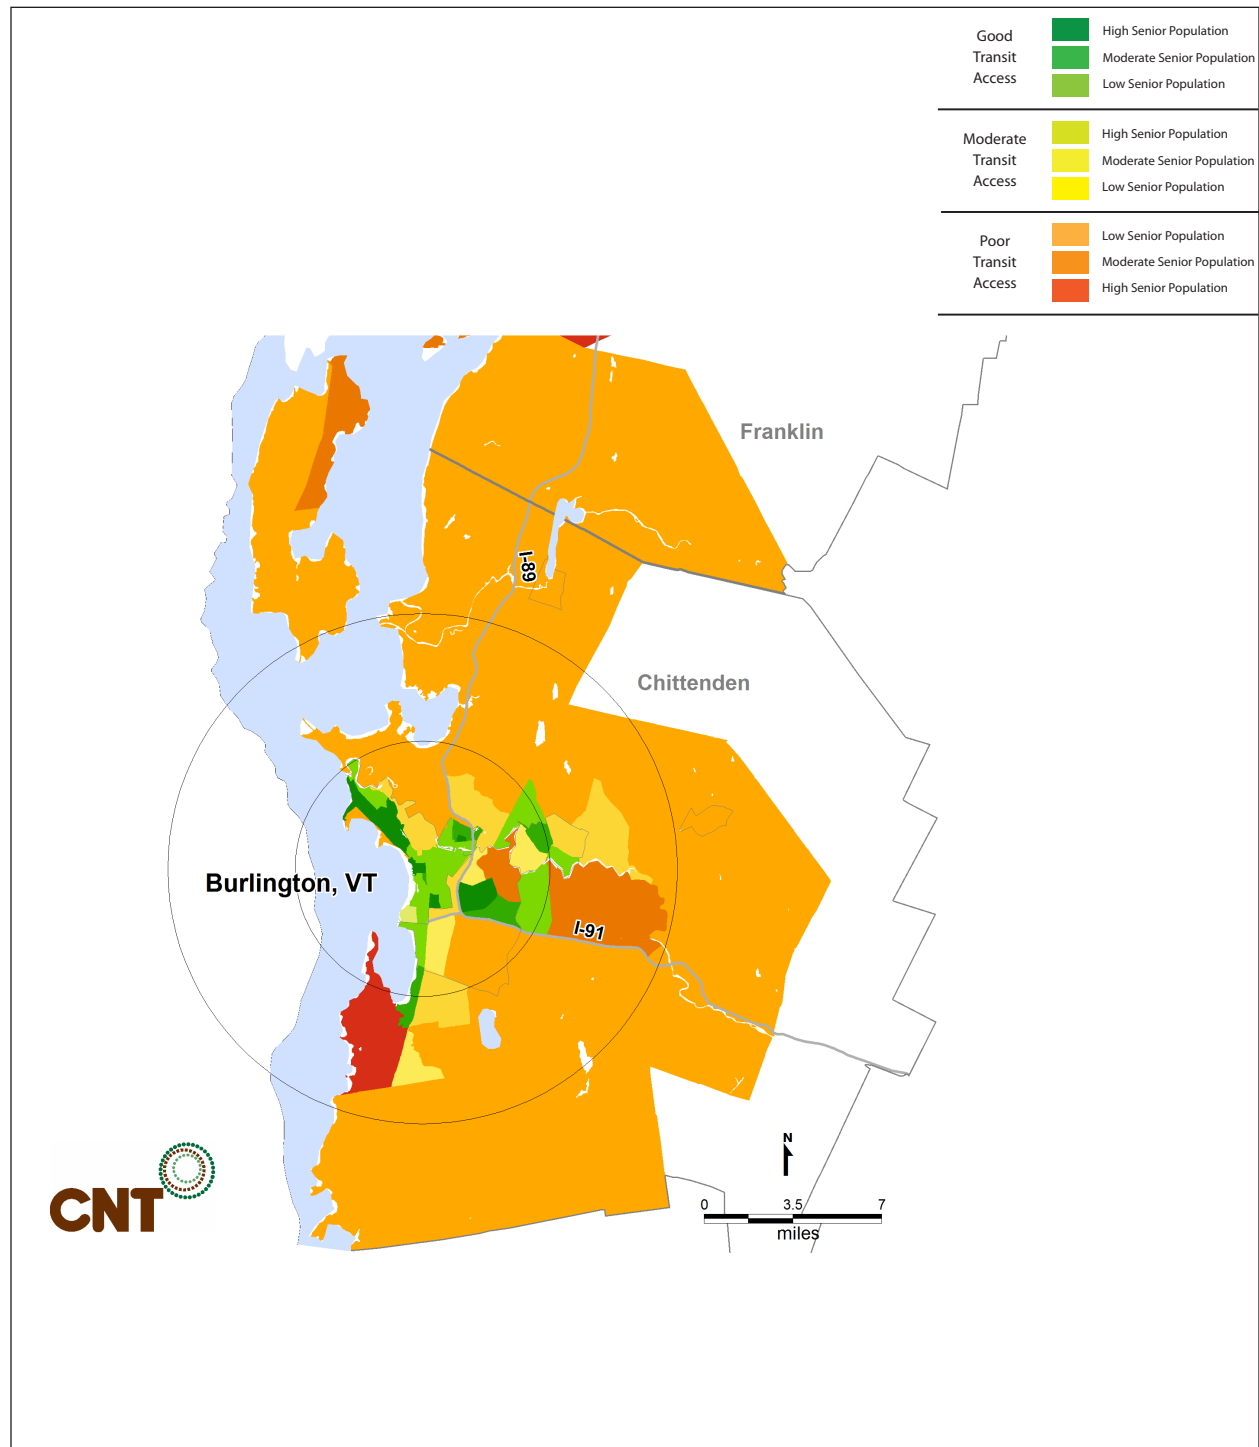 Good
Transit
Access
High Senior Population
Moderate Senior Population
Low Senior Population
Moderate
Transit
Access
High Senior Population
Moderate Senior Population
Low Senior Population
Poor
Transit
Access
Low Senior Population
Moderate Senior Population
High Senior Population
Franklin
I-89
Chittenden
Burlington, VT
I-91
N
0 3.5 7
miles
CNT